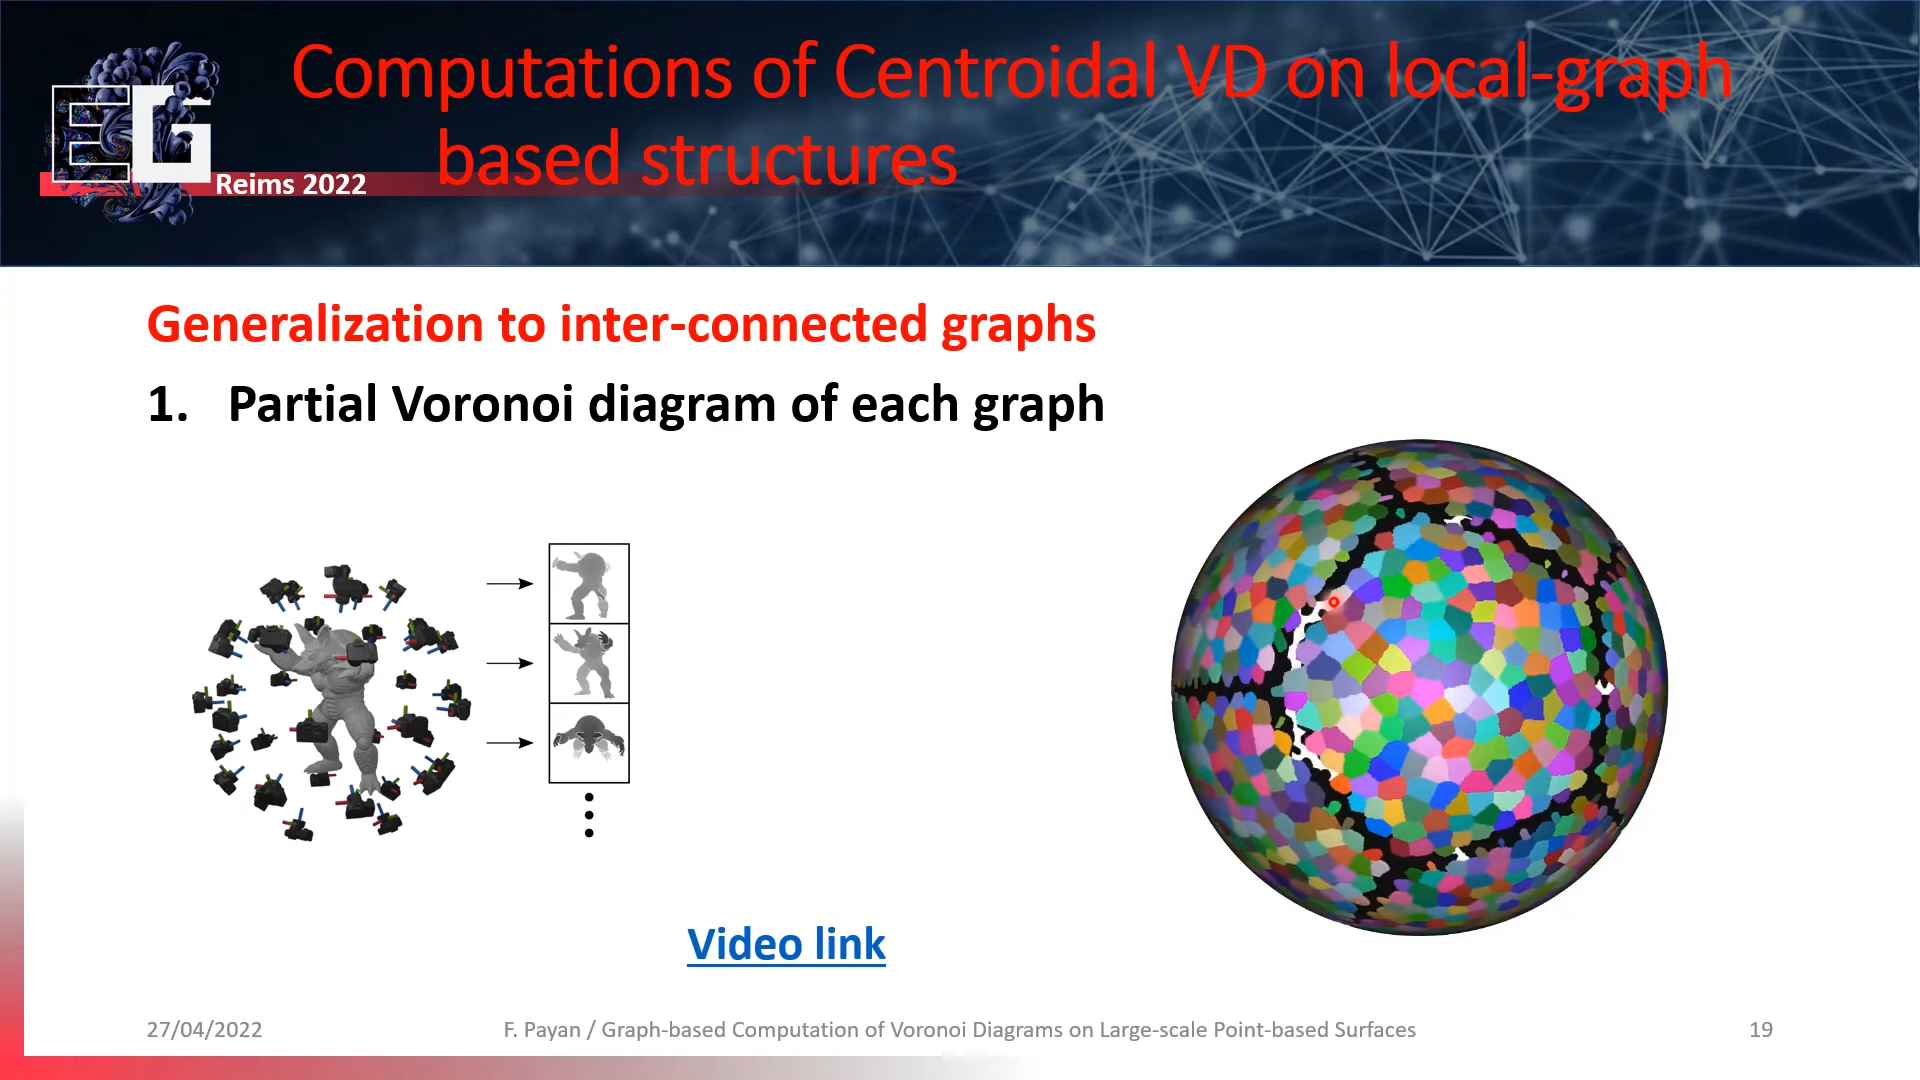 Computations of Centroidal VD on local-graph
based structures
EG
Reims 2022
Generalization to inter-connected graphs
1. Partial Voronoi diagram of each graph
Video link
27/04/2022
F. Payan / Graph-based Computation of Voronoi Diagrams on Large-scale Point-based Surfaces
19